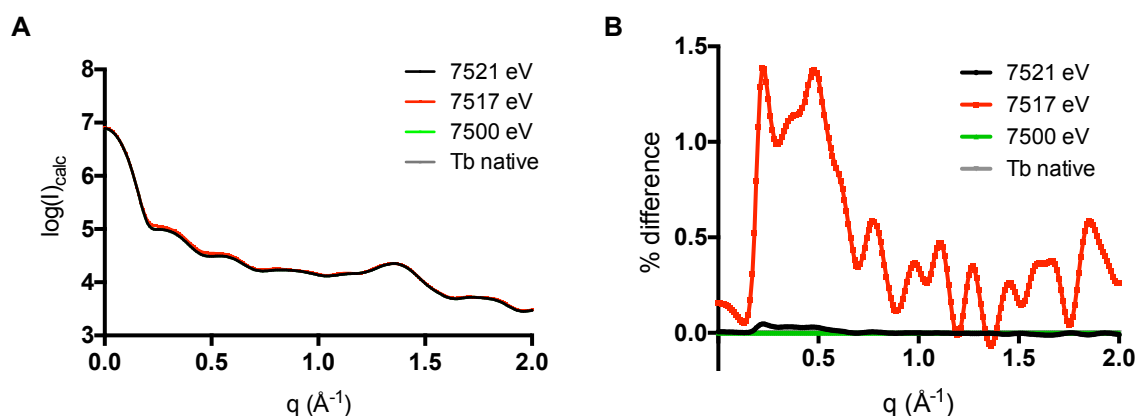 A
log(I)calc
8
7
6
5
4
3
0.0 0.5 1.0 1.5 2.0
q (Å-1)
7521 eV
7517 eV
7500 eV
Tb native
B
% difference
1.5
1.0
0.5
0.0
0.5 1.0 1.5 2.0
q (Å-1)
7521 eV
7517 eV
7500 eV
Tb native